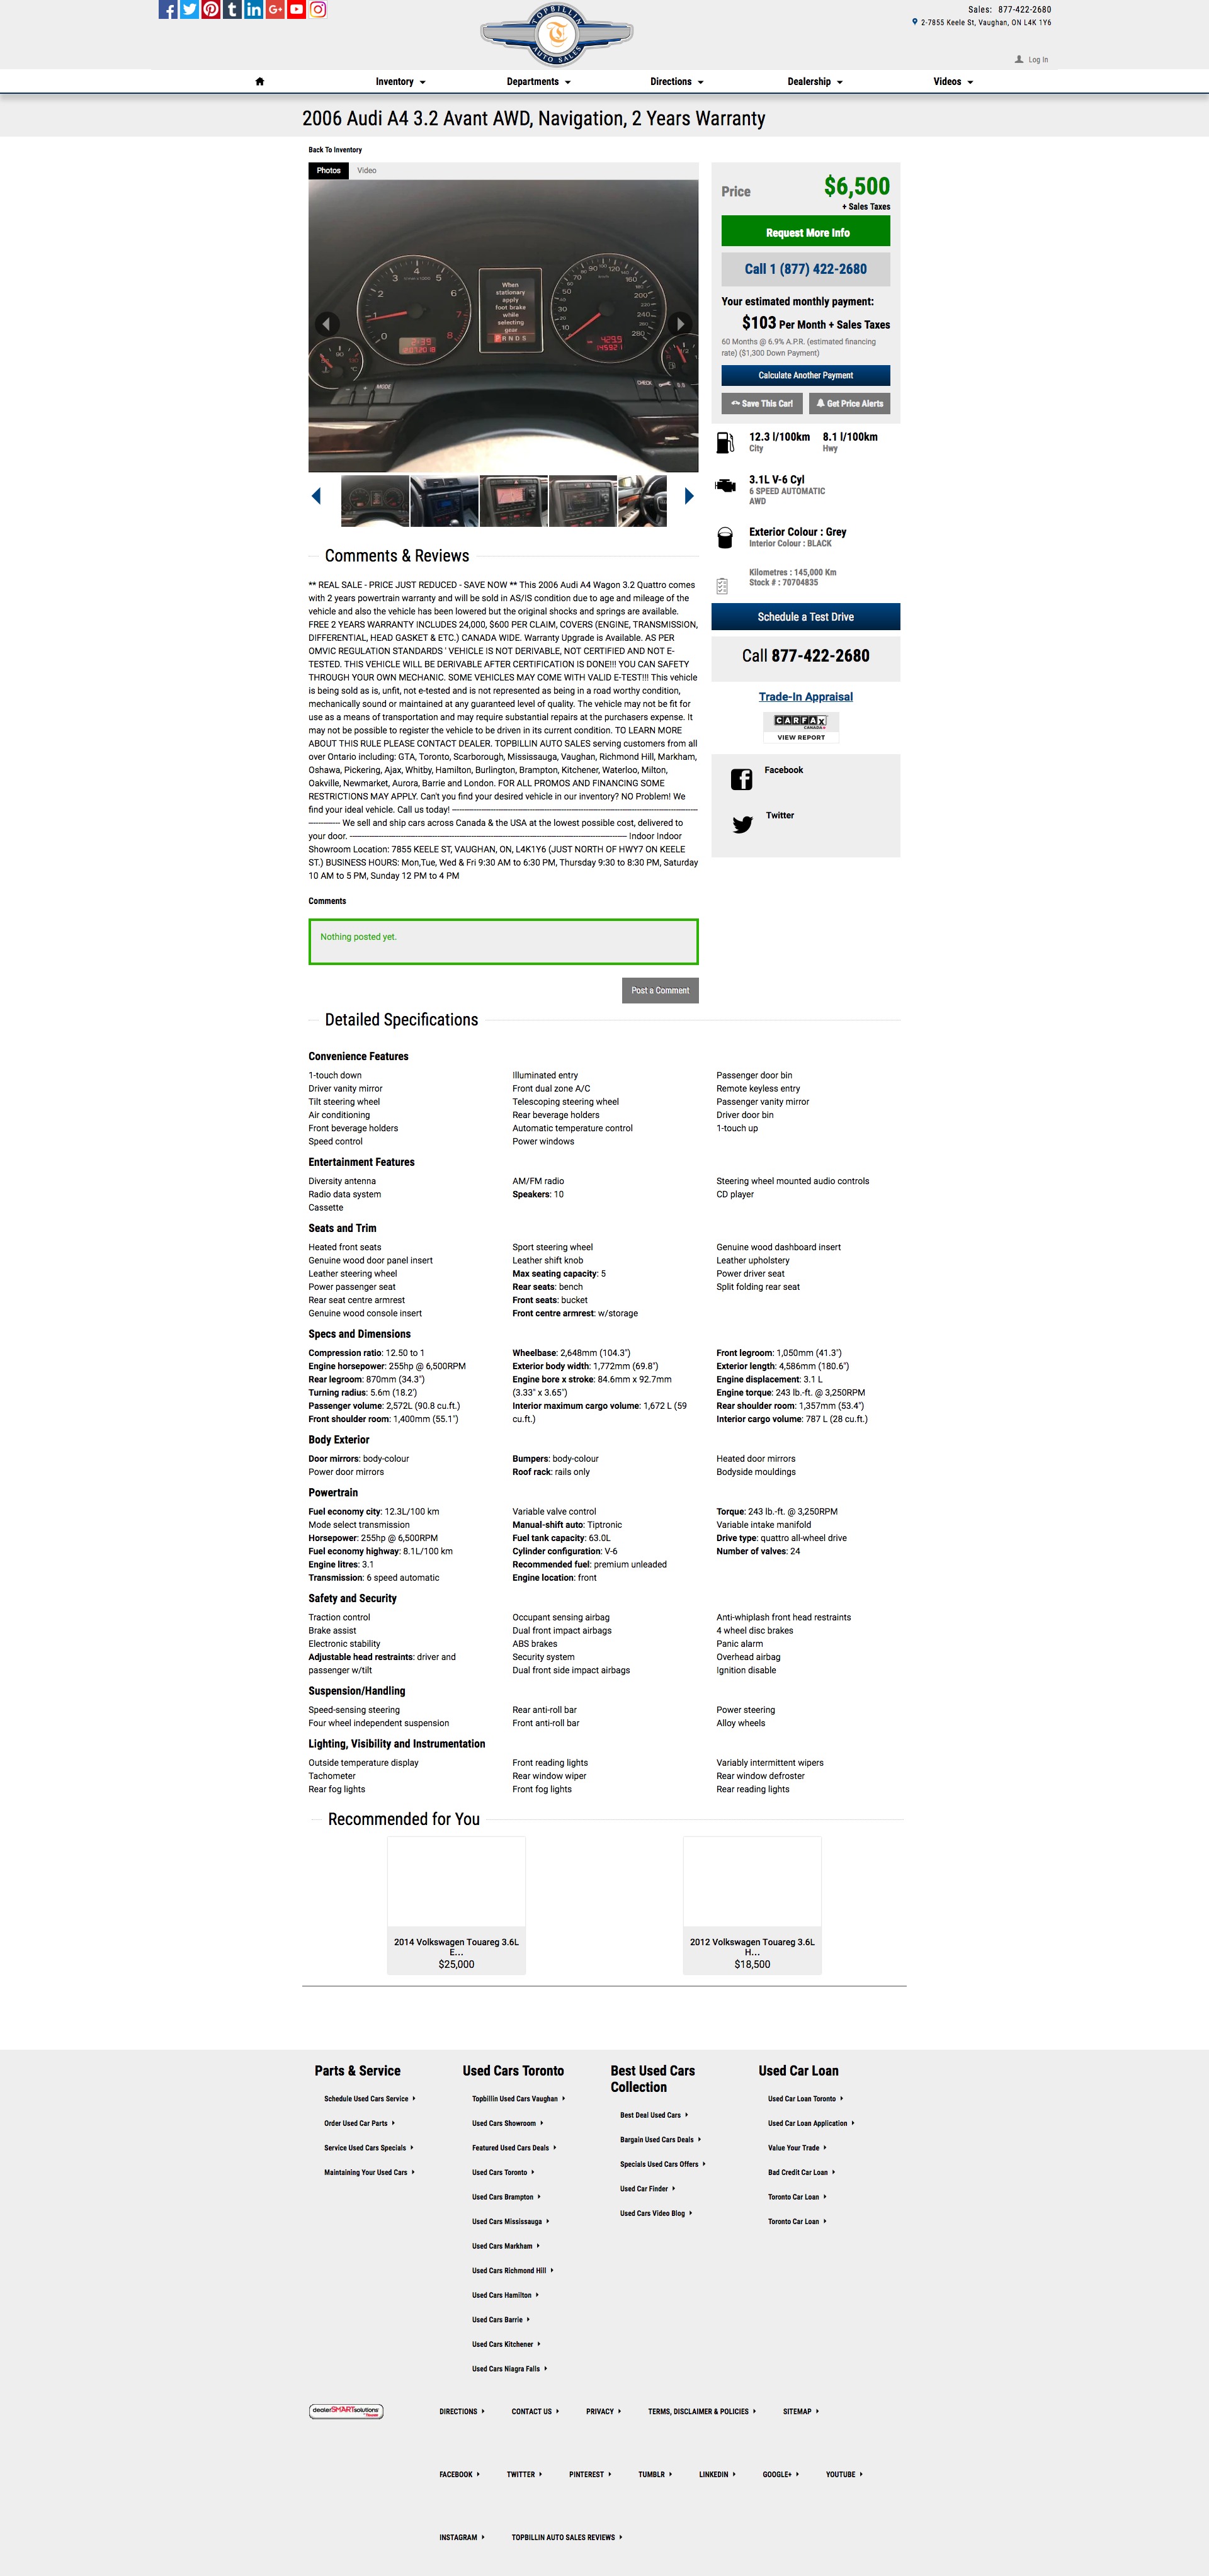 TOPBILLIN
AUTO SALES
Sales: 877-422-2680
2-7855 Keele St, Vaughan, ON L4K 1Y6
Log In
Inventory
Departments
Directions
Dealership
Videos
2006 Audi A4 3.2 Avant AWD, Navigation, 2 Years Warranty
Back To Inventory
Photos
Video
When
stationary
apply
foot brake
while
selecting
gear
PRNDS
MODE
CHECK
Price
$6,500
+ Sales Taxes
Request More Info
Call 1 (877) 422-2680
Your estimated monthly payment:
$103 Per Month + Sales Taxes
60 Months @ 6.9% A.P.R. (estimated financing
rate) ($1,300 Down Payment)
Calculate Another Payment
Save This Car!
Get Price Alerts
12.3 l/100km
City
8.1 l/100km
Hwy
3.1L V-6 Cyl
6 SPEED AUTOMATIC
AWD
Exterior Colour : Grey
Interior Colour : BLACK
Kilometres : 145,000 Km
Stock # : 70704835
Schedule a Test Drive
Call 877-422-2680
Trade-In Appraisal
CARFAX
CANADA
VIEW REPORT
Facebook
Twitter
Comments & Reviews
** REAL SALE - PRICE JUST REDUCED - SAVE NOW ** This 2006 Audi A4 Wagon 3.2 Quattro comes
with 2 years powertrain warranty and will be sold in AS/IS condition due to age and mileage of the
vehicle and also the vehicle has been lowered but the original shocks and springs are available.
FREE 2 YEARS WARRANTY INCLUDES 24,000, $600 PER CLAIM, COVERS (ENGINE, TRANSMISSION,
DIFFERENTIAL, HEAD GASKET & ETC.) CANADA WIDE. Warranty Upgrade is Available. AS PER
OMVIC REGULATION STANDARDS ' VEHICLE IS NOT DERIVABLE, NOT CERTIFIED AND NOT E-
TESTED. THIS VEHICLE WILL BE DERIVABLE AFTER CERTIFICATION IS DONE!!! YOU CAN SAFETY
THROUGH YOUR OWN MECHANIC. SOME VEHICLES MAY COME WITH VALID E-TEST!!! This vehicle
is being sold as is, unfit, not e-tested and is not represented as being in a road worthy condition,
mechanically sound or maintained at any guaranteed level of quality. The vehicle may not be fit for
use as a means of transportation and may require substantial repairs at the purchasers expense. It
may not be possible to register the vehicle to be driven in its current condition. TO LEARN MORE
ABOUT THIS RULE PLEASE CONTACT DEALER. TOPBILLIN AUTO SALES serving customers from all
over Ontario including: GTA, Toronto, Scarborough, Mississauga, Vaughan, Richmond Hill, Markham,
Oshawa, Pickering, Ajax, Whitby, Hamilton, Burlington, Brampton, Kitchener, Waterloo, Milton,
Oakville, Newmarket, Aurora, Barrie and London. FOR ALL PROMOS AND FINANCING SOME
RESTRICTIONS MAY APPLY. Can't you find your desired vehicle in our inventory? NO Problem! We
find your ideal vehicle. Call us today! ------------------------------------------------------------
----------- We sell and ship cars across Canada & the USA at the lowest possible cost, delivered to
your door. ---------------------------------------------------------------------- Indoor Indoor
Showroom Location: 7855 KEELE ST, VAUGHAN, ON, L4K1Y6 (JUST NORTH OF HWY7 ON KEELE
ST.) BUSINESS HOURS: Mon,Tue, Wed & Fri 9:30 AM to 6:30 PM, Thursday 9:30 to 8:30 PM, Saturday
10 AM to 5 PM, Sunday 12 PM to 4 PM
Comments
Nothing posted yet.
Post a Comment
Detailed Specifications
Convenience Features
1-touch down
Driver vanity mirror
Tilt steering wheel
Air conditioning
Front beverage holders
Speed control
Illuminated entry
Front dual zone A/C
Telescoping steering wheel
Rear beverage holders
Automatic temperature control
Power windows
Passenger door bin
Remote keyless entry
Passenger vanity mirror
Driver door bin
1-touch up
Entertainment Features
Diversity antenna
Radio data system
Cassette
AM/FM radio
Speakers: 10
Steering wheel mounted audio controls
CD player
Seats and Trim
Heated front seats
Genuine wood door panel insert
Leather steering wheel
Power passenger seat
Rear seat centre armrest
Genuine wood console insert
Sport steering wheel
Leather shift knob
Max seating capacity: 5
Rear seats: bench
Front seats: bucket
Front centre armrest: w/storage
Genuine wood dashboard insert
Leather upholstery
Power driver seat
Split folding rear seat
Specs and Dimensions
Compression ratio: 12.50 to 1
Engine horsepower: 255hp @ 6,500RPM
Rear legroom: 870mm (34.3")
Turning radius: 5.6m (18.2')
Passenger volume: 2,572L (90.8 cu.ft.)
Front shoulder room: 1,400mm (55.1")
Wheelbase: 2,648mm (104.3")
Exterior body width: 1,772mm (69.8")
Engine bore x stroke: 84.6mm x 92.7mm
(3.33" x 3.65")
Interior maximum cargo volume: 1,672 L (59
cu.ft.)
Front legroom: 1,050mm (41.3")
Exterior length: 4,586mm (180.6")
Engine displacement: 3.1 L
Engine torque: 243 lb.-ft. @ 3,250RPM
Rear shoulder room: 1,357mm (53.4")
Interior cargo volume: 787 L (28 cu.ft.)
Body Exterior
Door mirrors: body-colour
Power door mirrors
Bumpers: body-colour
Roof rack: rails only
Heated door mirrors
Bodyside mouldings
Powertrain
Fuel economy city: 12.3L/100 km
Mode select transmission
Horsepower: 255hp @ 6,500RPM
Fuel economy highway: 8.1L/100 km
Engine litres: 3.1
Transmission: 6 speed automatic
Variable valve control
Manual-shift auto: Tiptronic
Fuel tank capacity: 63.0L
Cylinder configuration: V-6
Recommended fuel: premium unleaded
Engine location: front
Torque: 243 lb.-ft. @ 3,250RPM
Variable intake manifold
Drive type: quattro all-wheel drive
Number of valves: 24
Safety and Security
Traction control
Brake assist
Electronic stability
Adjustable head restraints: driver and
passenger w/tilt
Occupant sensing airbag
Dual front impact airbags
ABS brakes
Security system
Dual front side impact airbags
Anti-whiplash front head restraints
4 wheel disc brakes
Panic alarm
Overhead airbag
Ignition disable
Suspension/Handling
Speed-sensing steering
Four wheel independent suspension
Rear anti-roll bar
Front anti-roll bar
Power steering
Alloy wheels
Lighting, Visibility and Instrumentation
Outside temperature display
Tachometer
Rear fog lights
Front reading lights
Rear window wiper
Front fog lights
Variably intermittent wipers
Rear window defroster
Rear reading lights
Recommended for You
2014 Volkswagen Touareg 3.6L
E...
$25,000
2012 Volkswagen Touareg 3.6L
H...
$18,500
Parts & Service
Schedule Used Cars Service
Order Used Car Parts
Service Used Cars Specials
Maintaining Your Used Cars
Used Cars Toronto
Topbillin Used Cars Vaughan
Used Cars Showroom
Featured Used Cars Deals
Used Cars Toronto
Used Cars Brampton
Used Cars Mississauga
Used Cars Markham
Used Cars Richmond Hill
Used Cars Hamilton
Used Cars Barrie
Used Cars Kitchener
Used Cars Niagra Falls
Best Used Cars
Collection
Best Deal Used Cars
Bargain Used Cars Deals
Specials Used Cars Offers
Used Car Finder
Used Cars Video Blog
Used Car Loan
Used Car Loan Toronto
Used Car Loan Application
Value Your Trade
Bad Credit Car Loan
Toronto Car Loan
Toronto Car Loan
dealerSMARTsolutions
DIRECTIONS
CONTACT US
PRIVACY
TERMS, DISCLAIMER & POLICIES
SITEMAP
FACEBOOK
TWITTER
PINTEREST
TUMBLR
LINKEDIN
GOOGLE+
YOUTUBE
INSTAGRAM
TOPBILLIN AUTO SALES REVIEWS